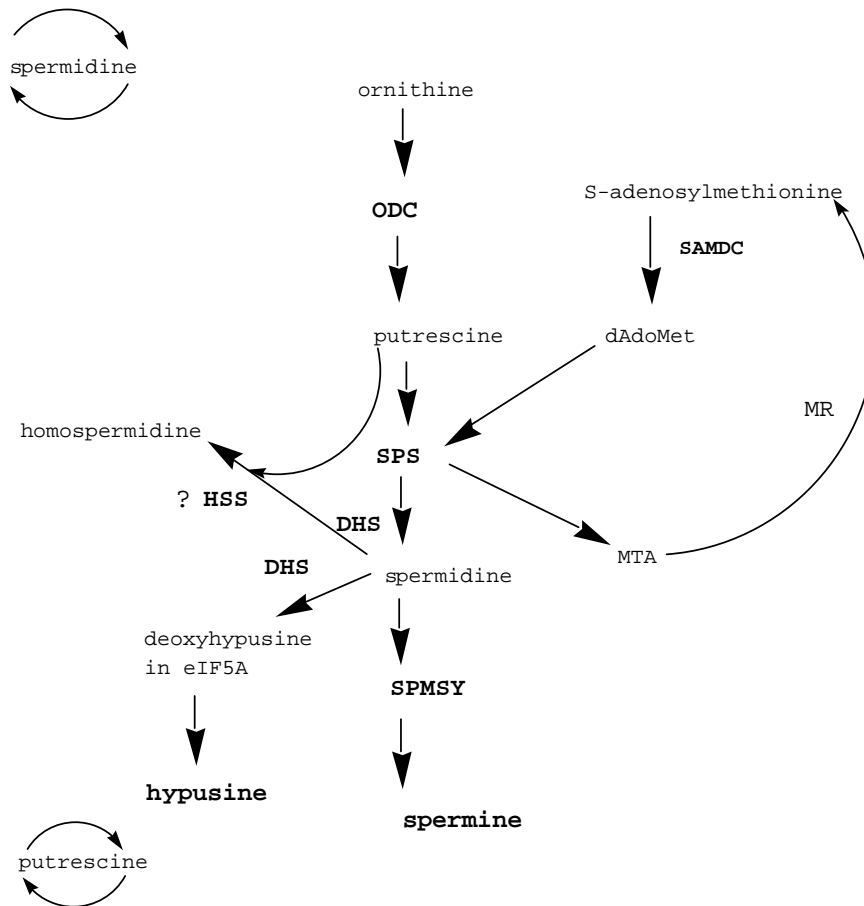 spermidine
ornithine
S-adenosylmethionine
ODC
SAMDC
putrescine
dAdoMet
MR
homospermidine
SPS
? HSS
DHS
MTA
DHS
spermidine
deoxyhypusine
in eIF5A
SPMSY
hypusine
spermine
putrescine